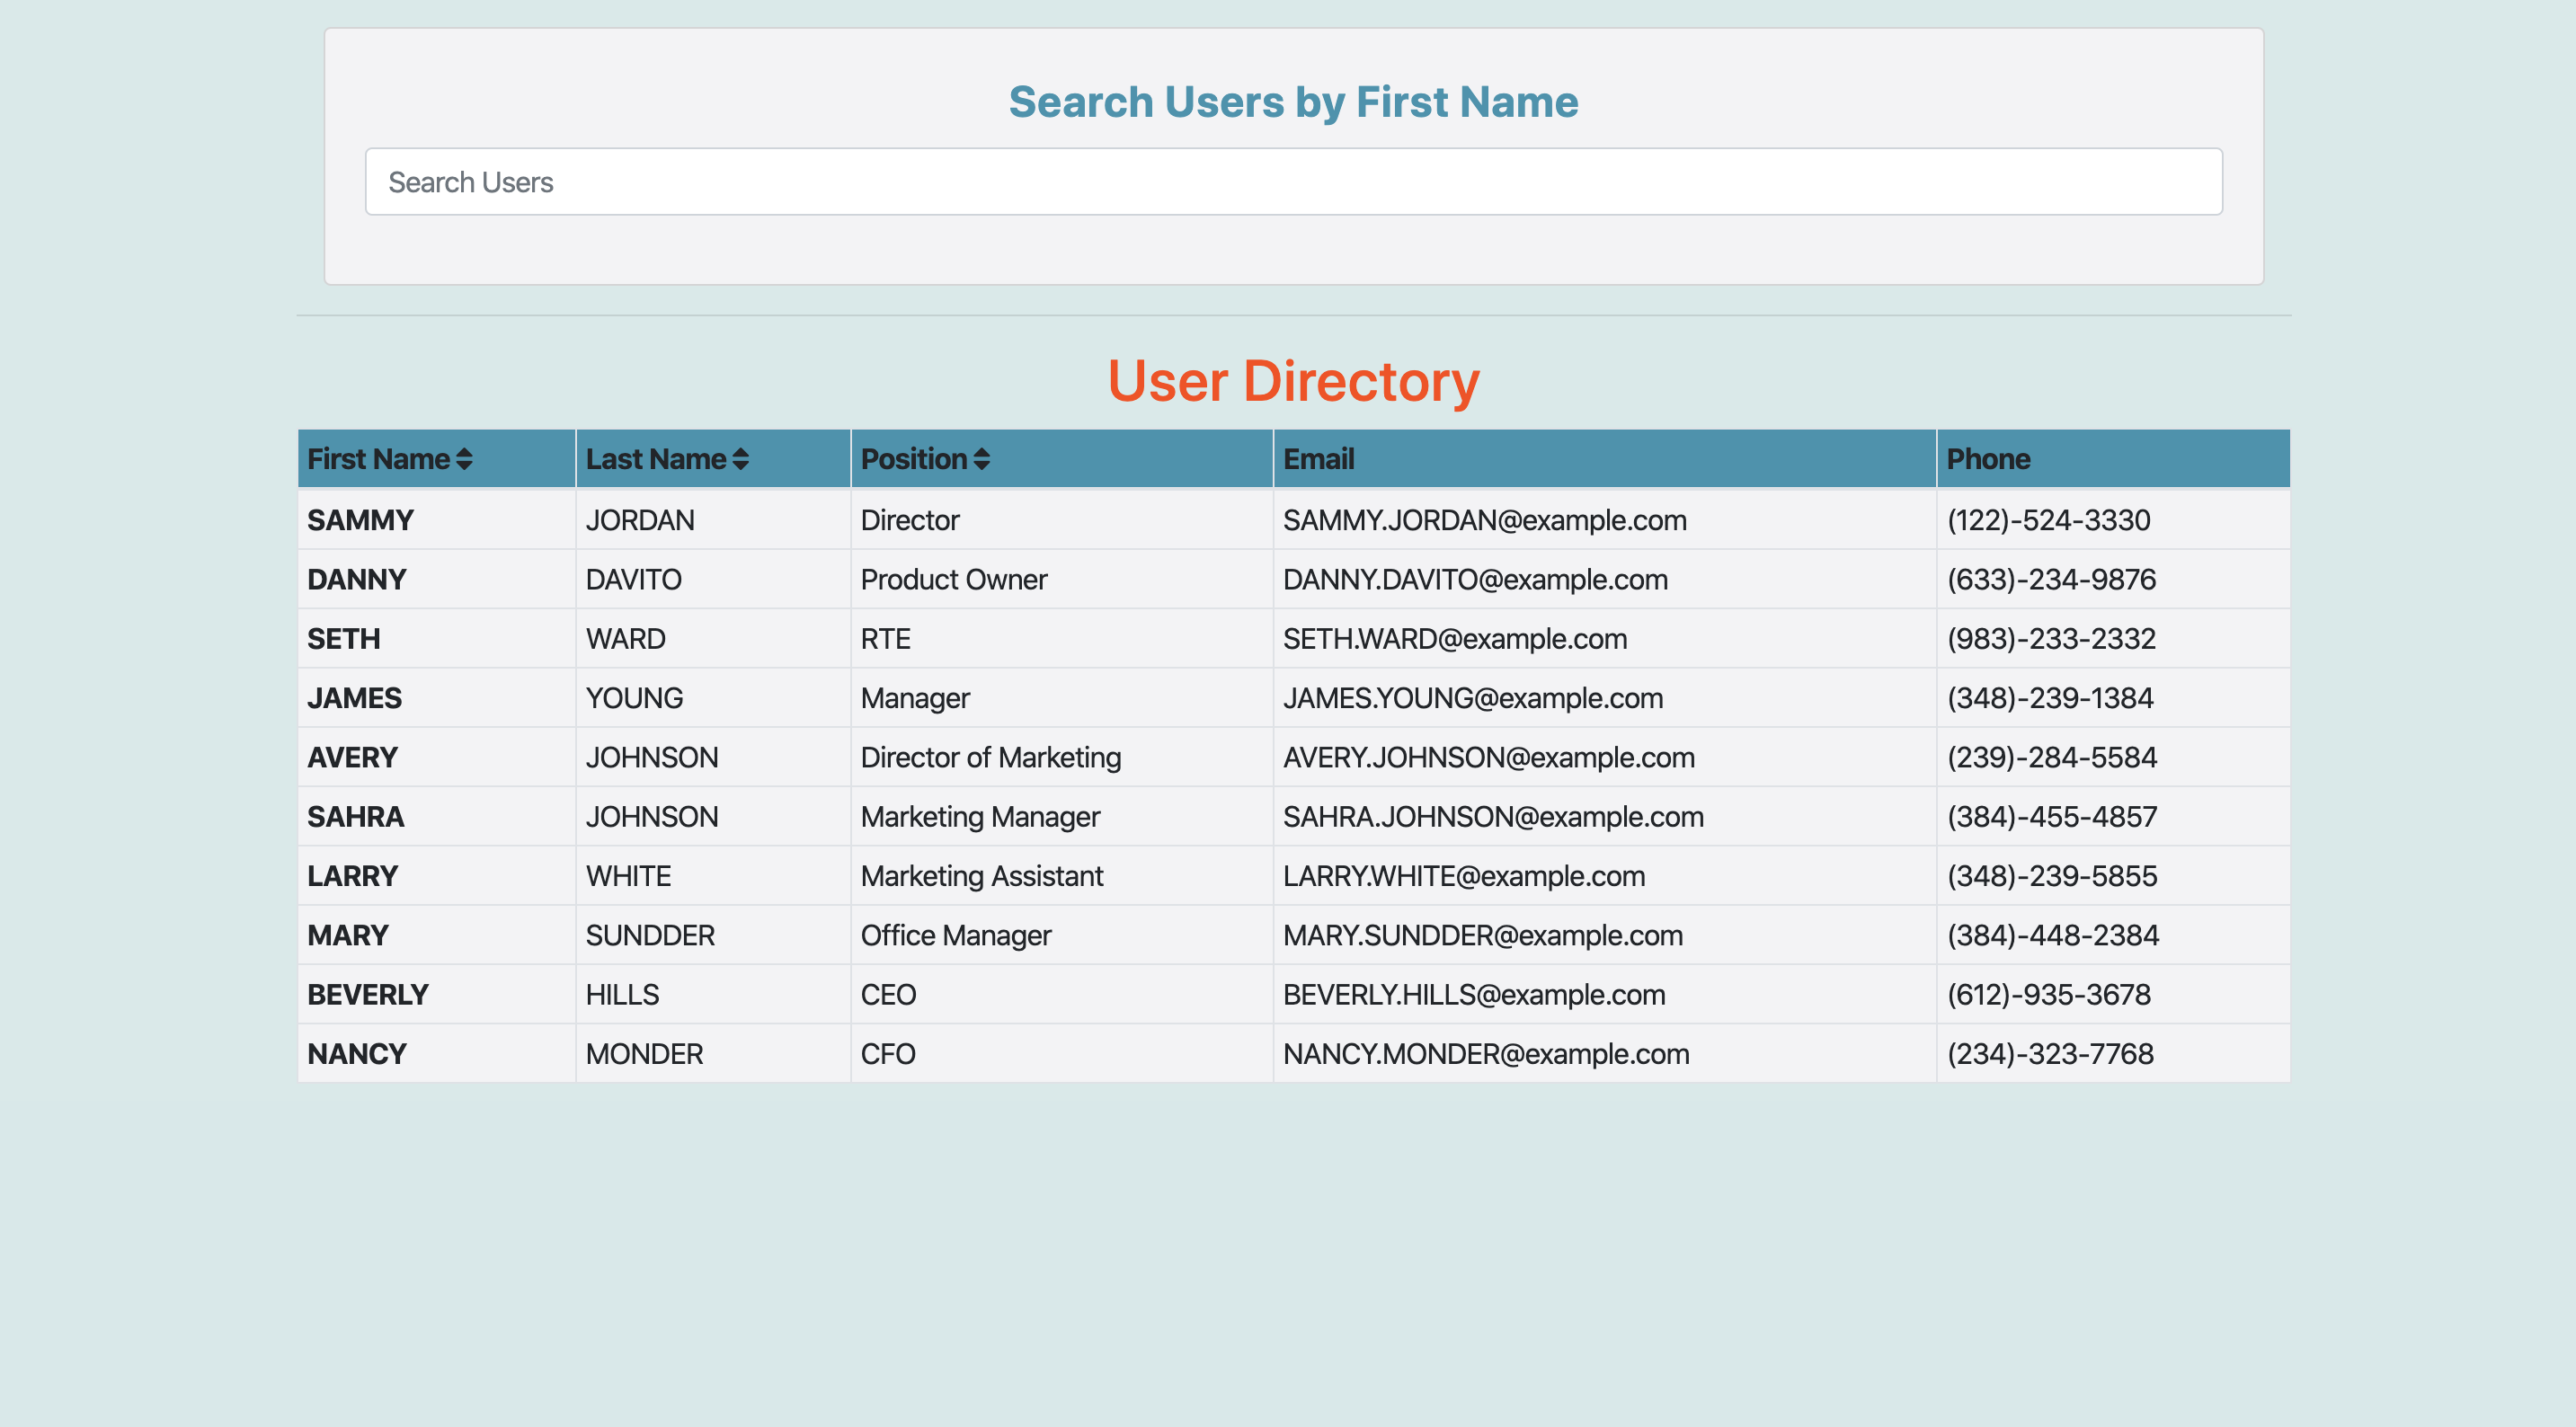 Search Users by First Name
Search Users
User Directory
First Name Last Name Position Email Phone
SAMMY JORDAN Director SAMMY.JORDAN@example.com (122)-524-3330
DANNY DAVITO Product Owner DANNY.DAVITO@example.com (633)-234-9876
SETH WARD RTE SETH.WARD@example.com (983)-233-2332
JAMES YOUNG Manager JAMES.YOUNG@example.com (348)-239-1384
AVERY JOHNSON Director of Marketing AVERY.JOHNSON@example.com (239)-284-5584
SAHRA JOHNSON Marketing Manager SAHRA.JOHNSON@example.com (384)-455-4857
LARRY WHITE Marketing Assistant LARRY.WHITE@example.com (348)-239-5855
MARY SUNDDER Office Manager MARY.SUNDDER@example.com (384)-448-2384
BEVERLY HILLS CEO BEVERLY.HILLS@example.com (612)-935-3678
NANCY MONDER CFO NANCY.MONDER@example.com (234)-323-7768